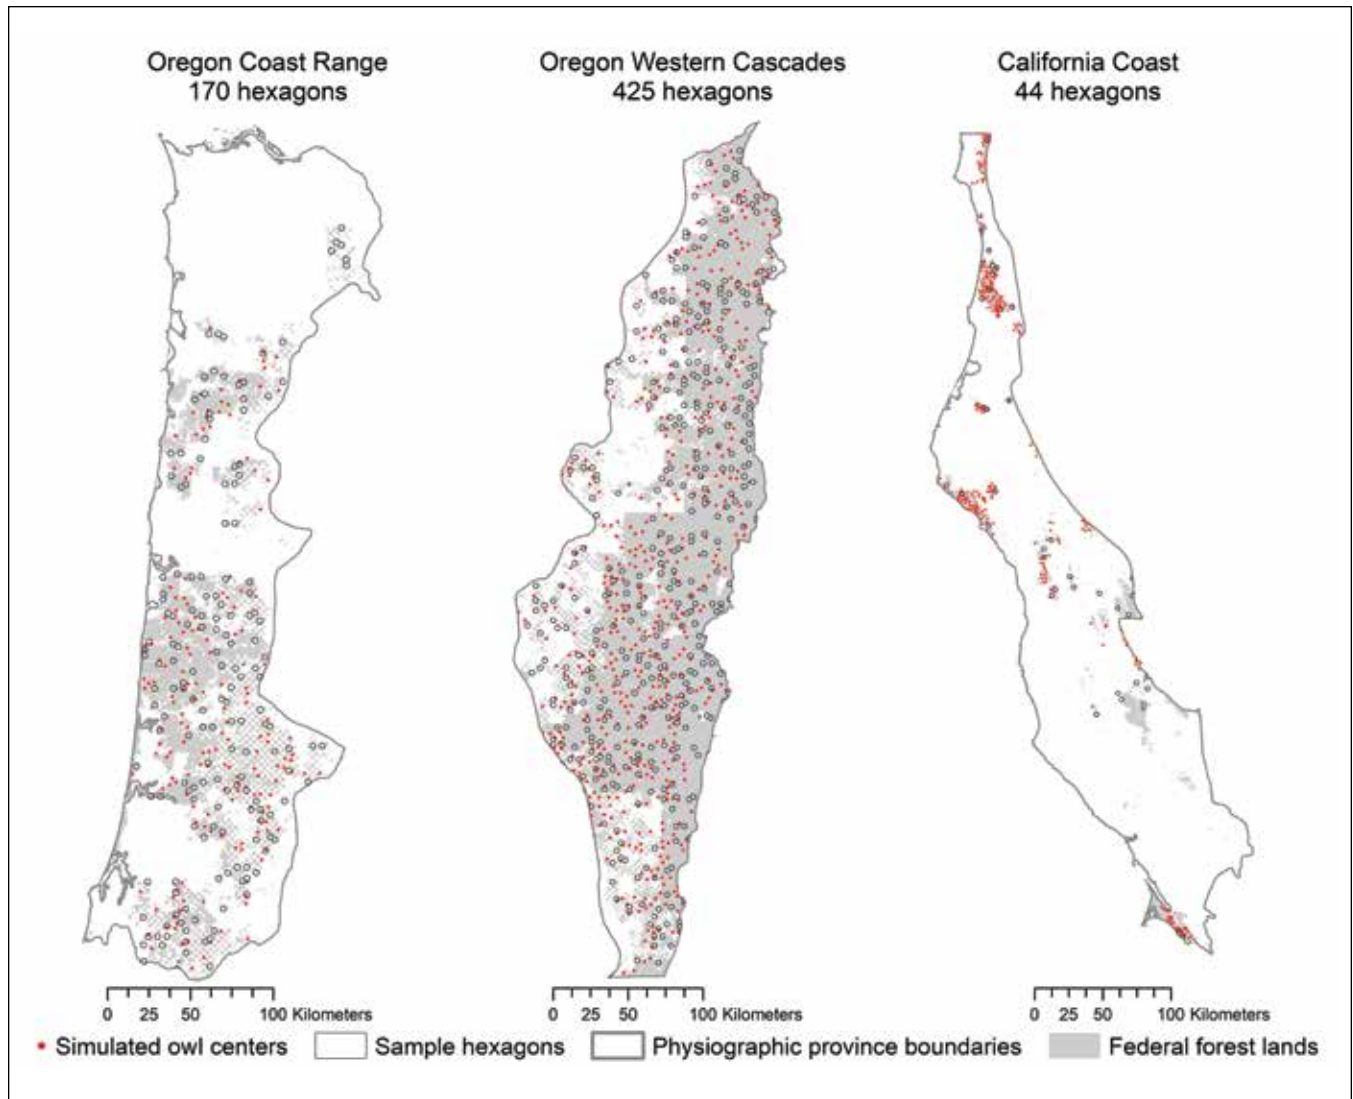 Oregon Coast Range
170 hexagons
Oregon Western Cascades
425 hexagons
California Coast
44 hexagons
0 25 50 100 Kilometers
0 25 50 100 Kilometers
0 25 50 100 Kilometers
Simulated owl centers
Sample hexagons
Physiographic province boundaries
Federal forest lands